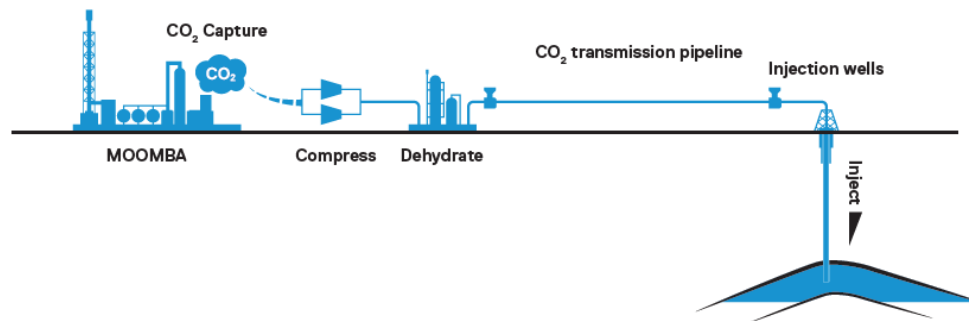 CO₂ Capture
CO₂
CO₂ transmission pipeline
Injection wells
MOOMBA
Compress
Dehydrate
Inject